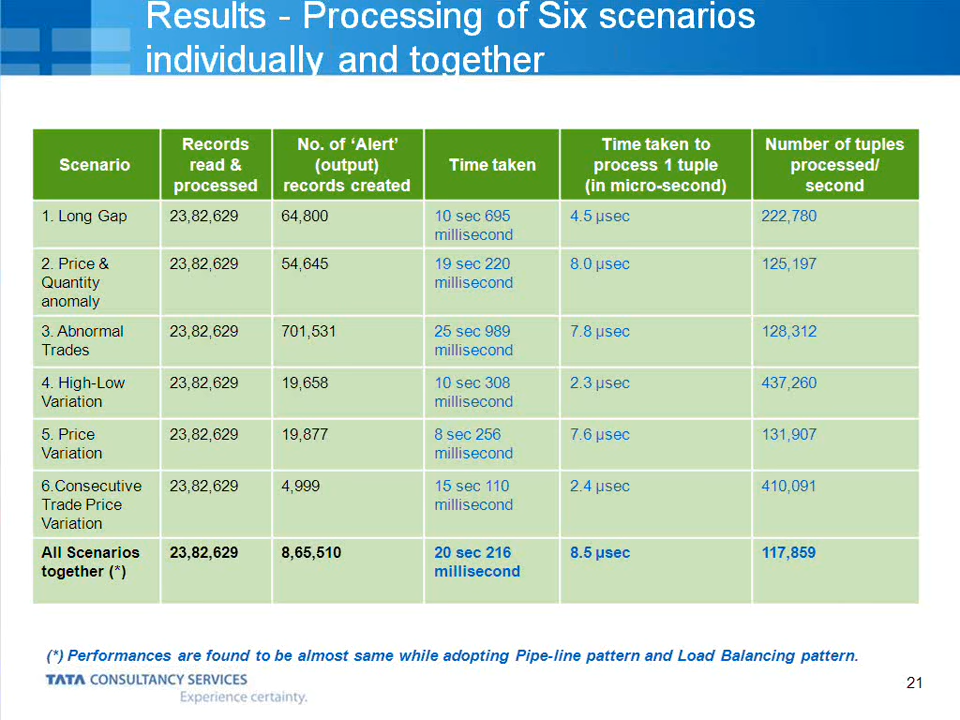 Results - Processing of Six scenarios
individually and together
Scenario
Records
read &
processed
No. of ‘Alert’
(output)
records created
Time taken
Time taken to
process 1 tuple
(in micro-second)
Number of tuples
processed/
second
1. Long Gap
23,82,629
64,800
10 sec 695
millisecond
4.5 µsec
222,780
2. Price &
Quantity
anomaly
23,82,629
54,645
19 sec 220
millisecond
8.0 µsec
125,197
3. Abnormal
Trades
23,82,629
701,531
25 sec 989
millisecond
7.8 µsec
128,312
4. High-Low
Variation
23,82,629
19,658
10 sec 308
millisecond
2.3 µsec
437,260
5. Price
Variation
23,82,629
19,877
8 sec 256
millisecond
7.6 µsec
131,907
6.Consecutive
Trade Price
Variation
23,82,629
4,999
15 sec 110
millisecond
2.4 µsec
410,091
All Scenarios
together (*)
23,82,629
8,65,510
20 sec 216
millisecond
8.5 µsec
117,859
(*) Performances are found to be almost same while adopting Pipe-line pattern and Load Balancing pattern.
TATA CONSULTANCY SERVICES
Experience certainty.
21